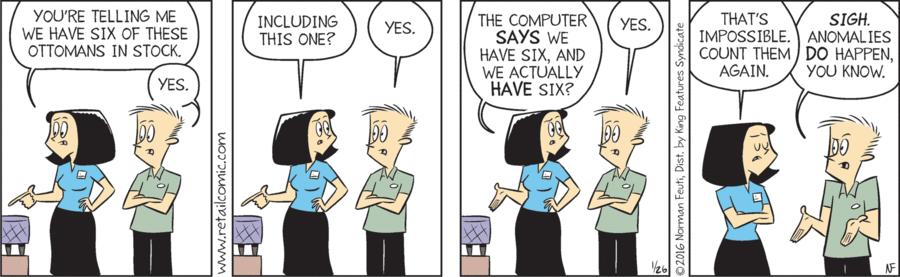 YOU'RE TELLING ME
WE HAVE SIX OF THESE
OTTOMANS IN STOCK.
YES.
www.retailcomic.com
INCLUDING
THIS ONE?
YES.
THE COMPUTER
SAYS WE
HAVE SIX, AND
WE ACTUALLY
HAVE SIX?
YES.
1/26
©2016 Norman Feuti, Dist. by King Features Syndicate
THAT'S
IMPOSSIBLE.
COUNT THEM
AGAIN.
SIGH.
ANOMALIES
DO HAPPEN,
YOU KNOW.
NF